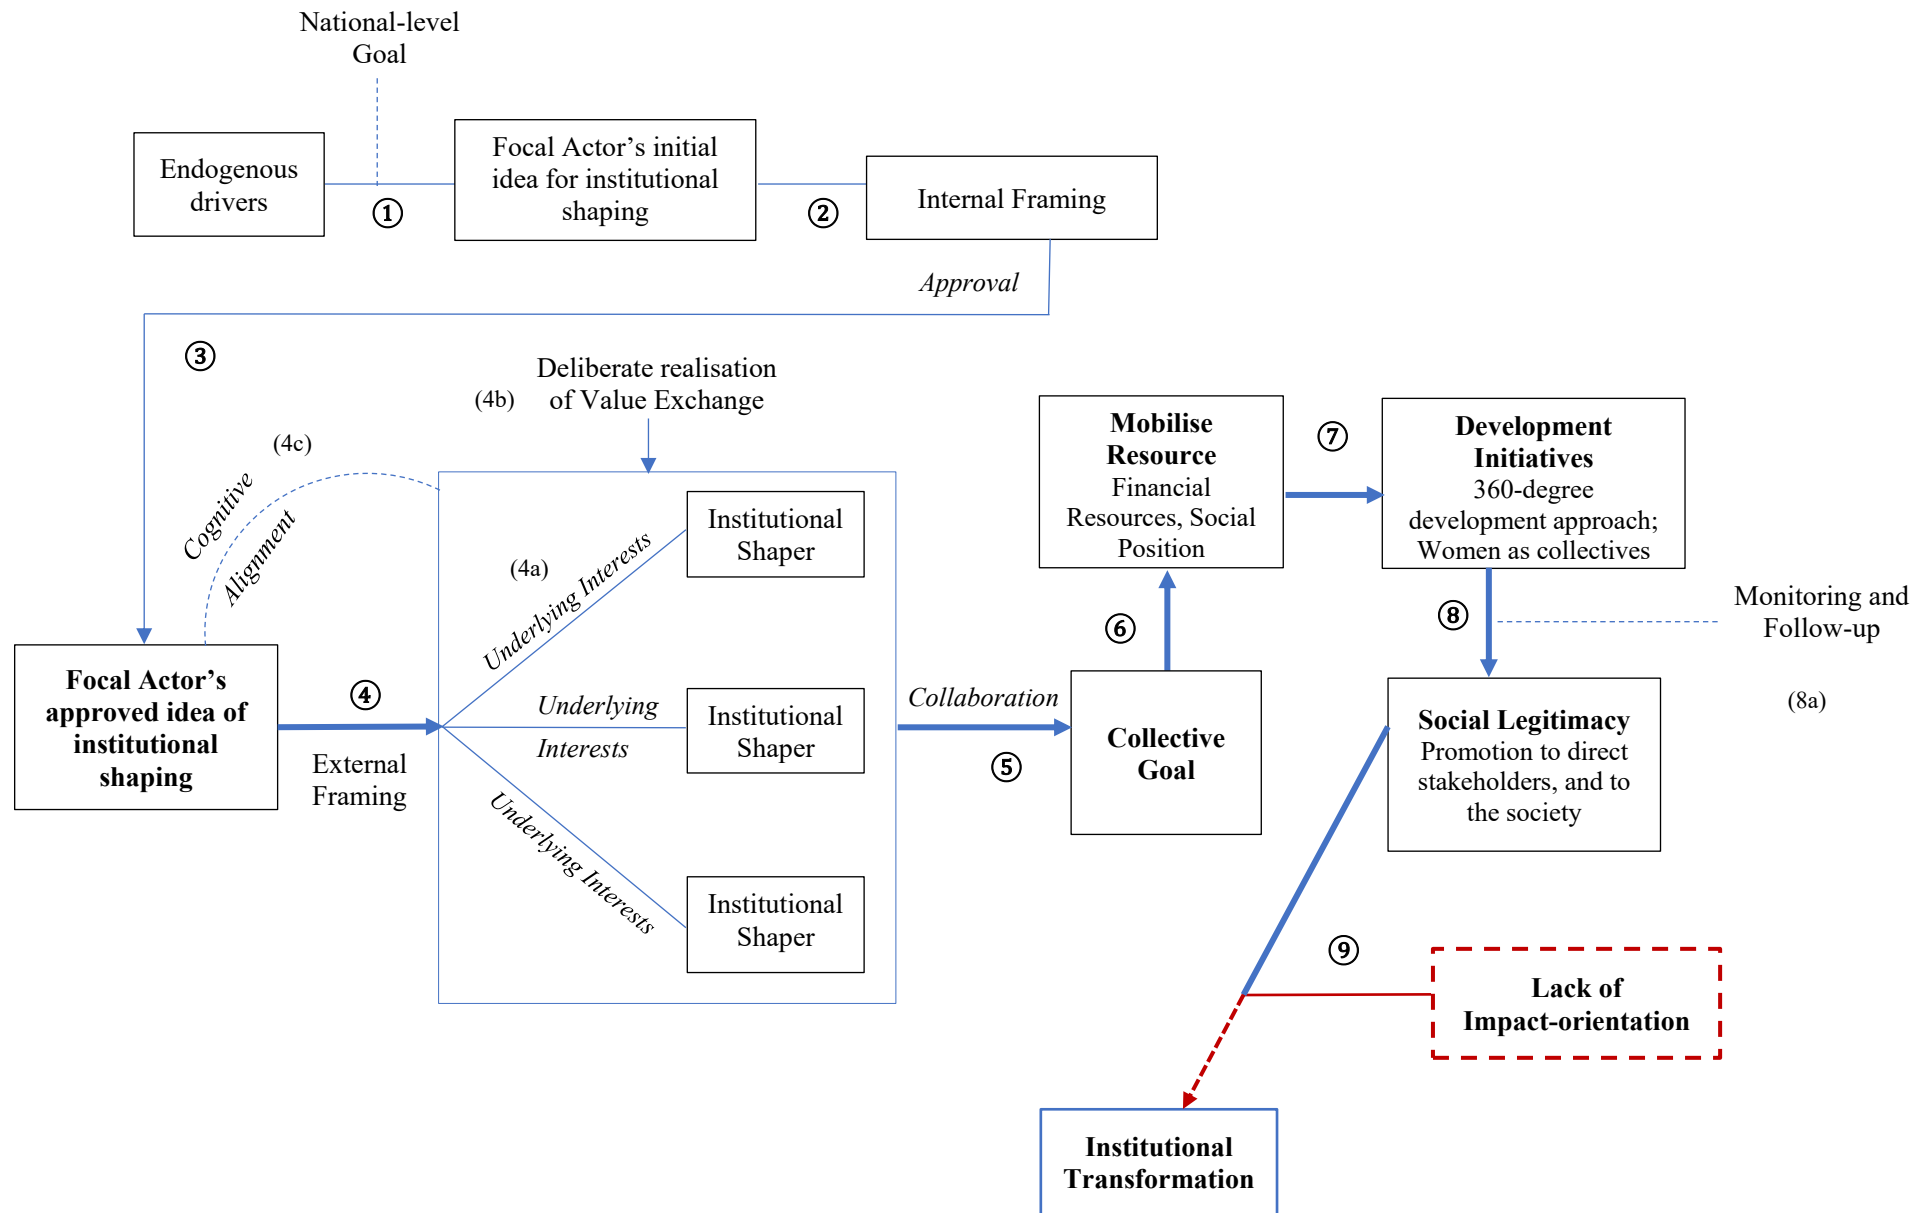 National-level
Goal
Endogenous
drivers
①
Focal Actor’s initial
idea for institutional
shaping
②
Internal Framing
Approval
③
Deliberate realisation
of Value Exchange
(4b)
(4c)
Cognitive
Alignment
(4a)
Underlying Interests
Institutional
Shaper
Focal Actor’s
approved idea of
institutional
shaping
④
External
Framing
Underlying
Interests
Institutional
Shaper
Underlying Interests
Institutional
Shaper
Collaboration
⑤
Collective
Goal
⑥
Mobilise
Resource
Financial
Resources, Social
Position
⑦
Development
Initiatives
360-degree
development approach;
Women as collectives
⑧
Monitoring and
Follow-up
(8a)
Social Legitimacy
Promotion to direct
stakeholders, and to
the society
⑨
Lack of
Impact-orientation
Institutional
Transformation